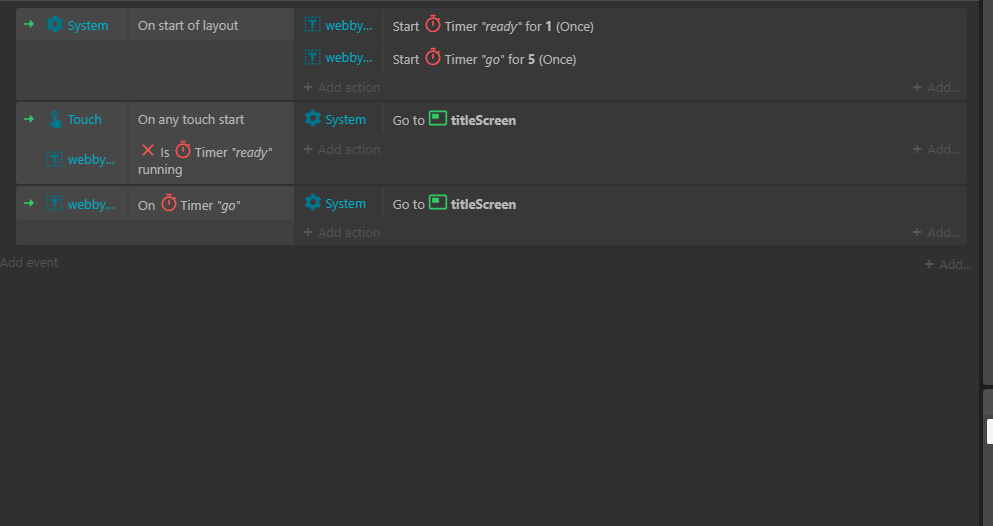 System On start of layout webby... Start Timer "ready" for 1 (Once)
webby... Start Timer "go" for 5 (Once)
+ Add action + Add...
Touch On any touch start System Go to titleScreen
webby... Is Timer "ready"
running
+ Add action + Add...
webby... On Timer "go" System Go to titleScreen
+ Add action + Add...
Add event + Add...